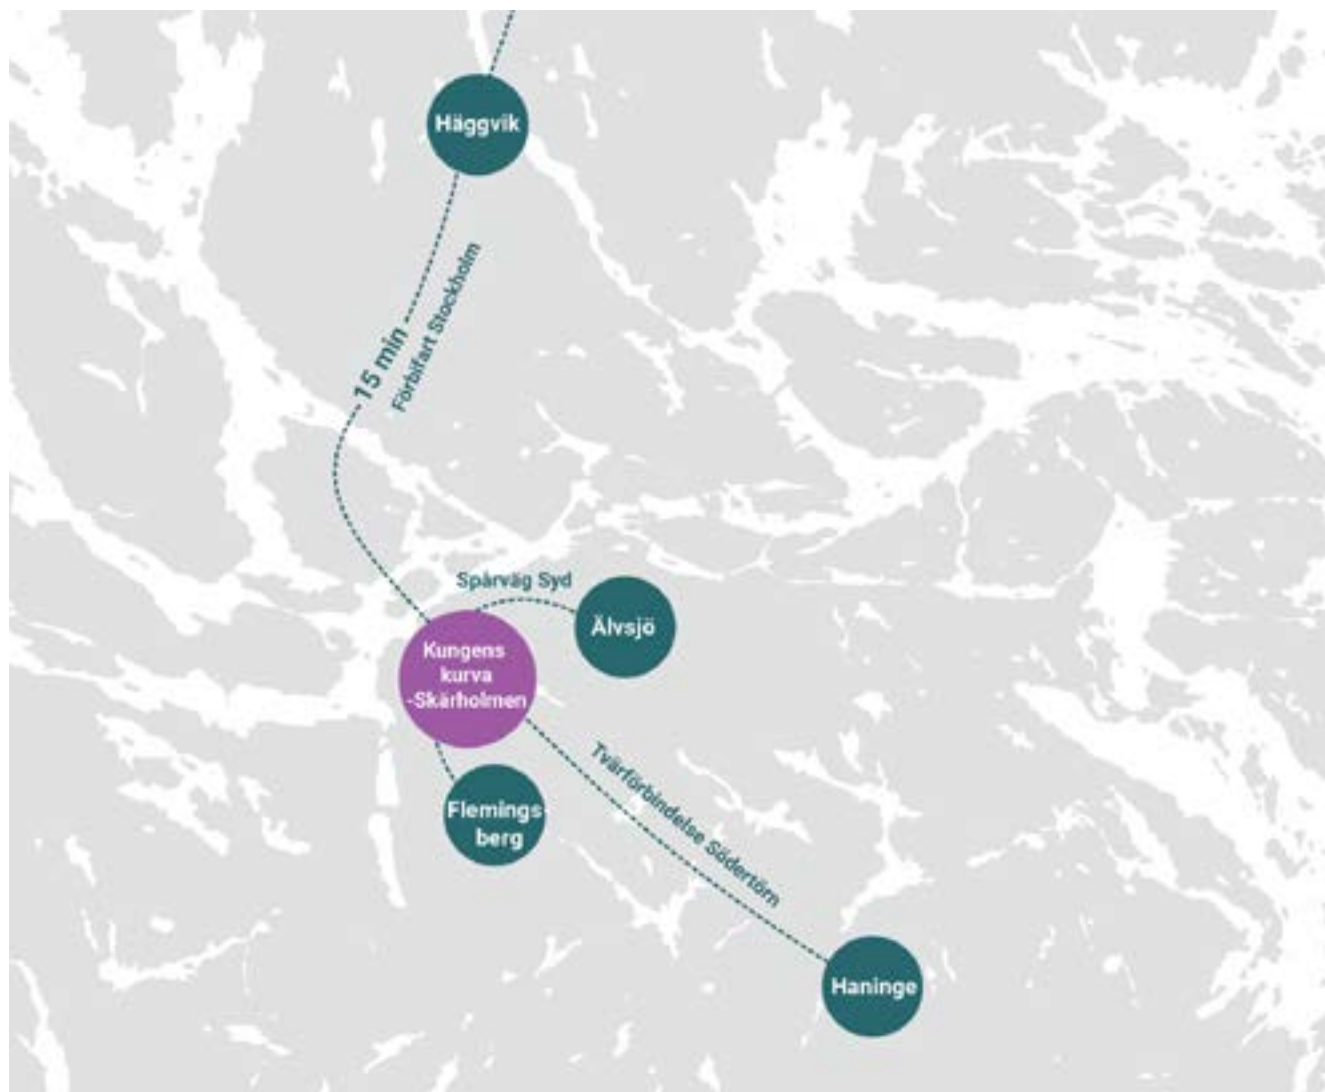 Häggvik
15 min
Förbifart Stockholm
Spårväg Syd
Älvsjö
Kungens
kurva
-Skärholmen
Tvärförbindelse Södertörn
Flemings-
berg
Haninge